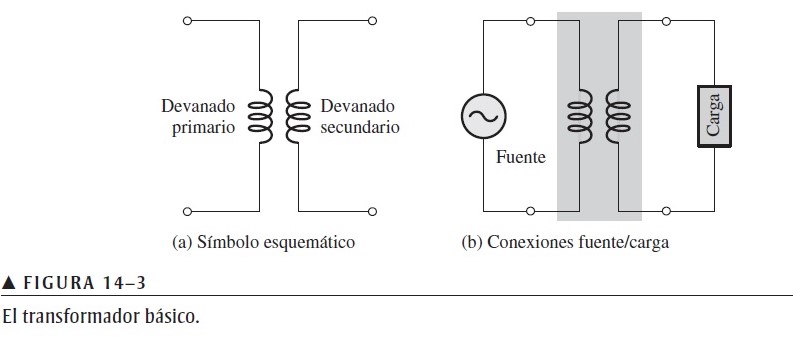 Devanado
primario
Devanado
secundario
(a) Símbolo esquemático
Fuente
Carga
(b) Conexiones fuente/carga
▲ FIGURA 14–3
El transformador básico.